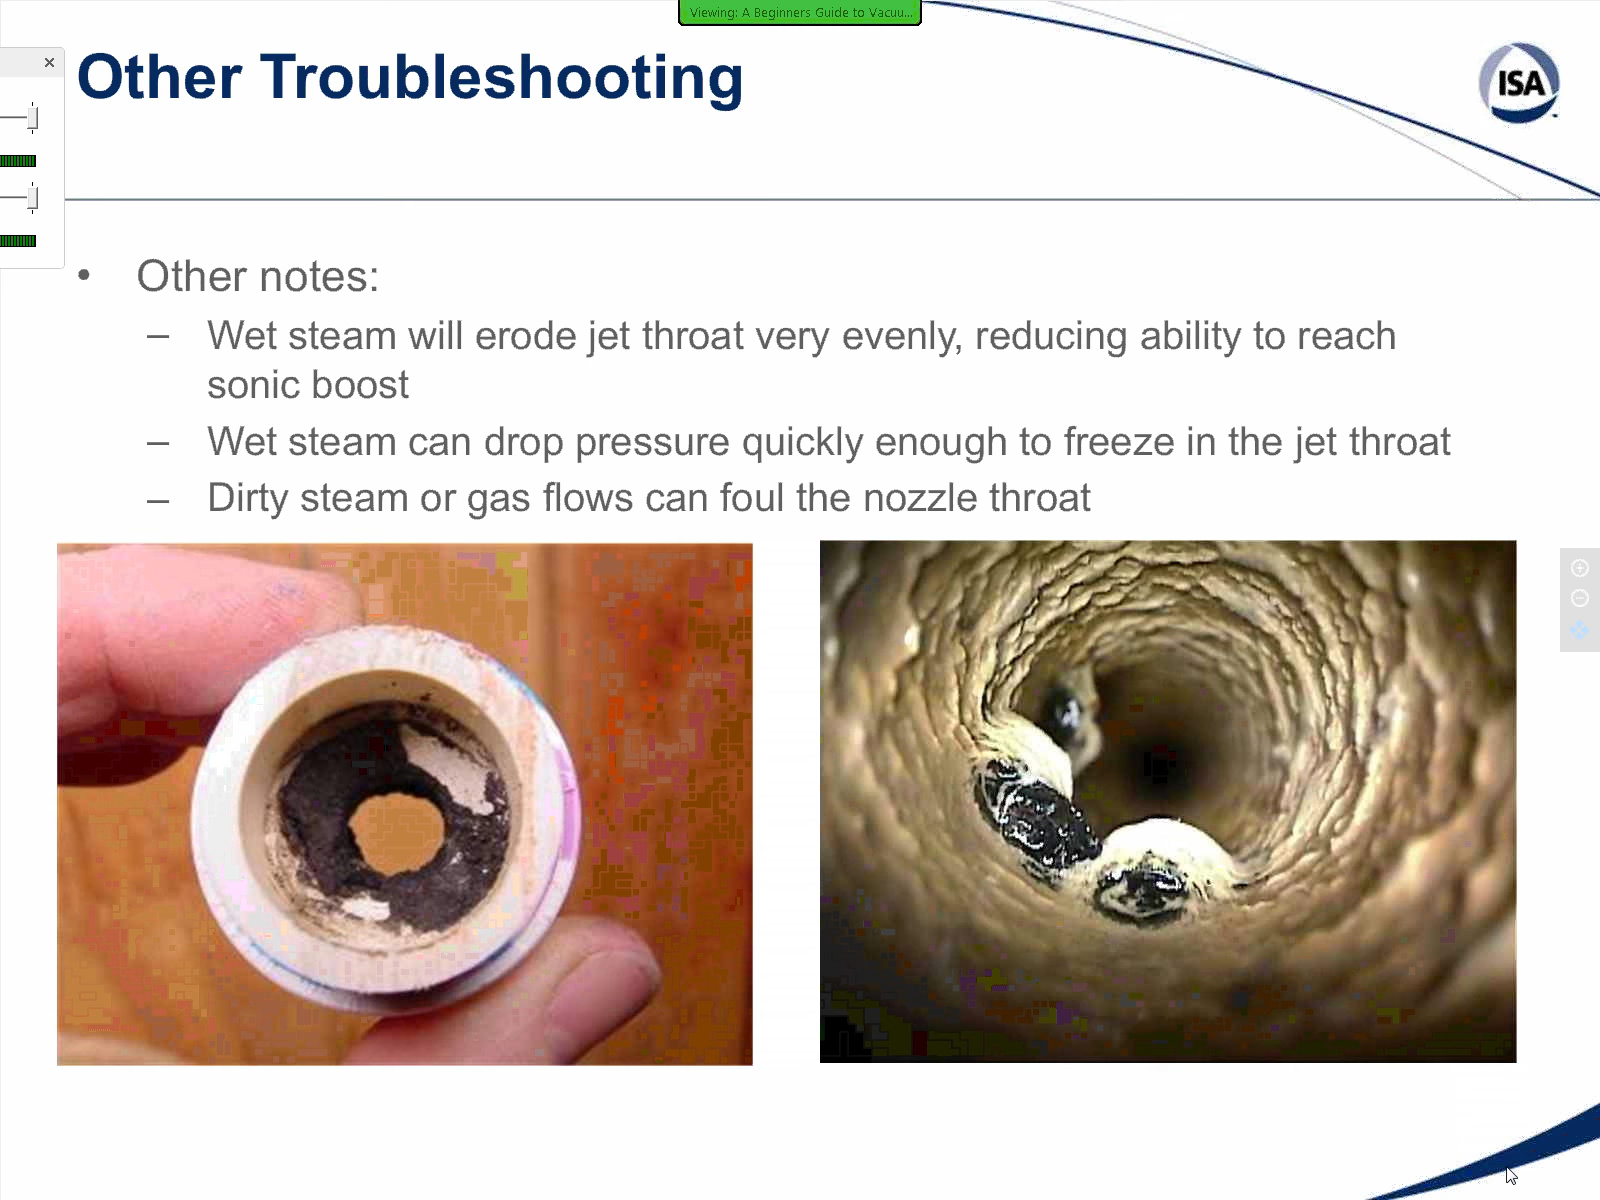 Viewing: A Beginners Guide to Vacuu...
Other Troubleshooting
ISA
• Other notes:
– Wet steam will erode jet throat very evenly, reducing ability to reach
sonic boost
– Wet steam can drop pressure quickly enough to freeze in the jet throat
– Dirty steam or gas flows can foul the nozzle throat